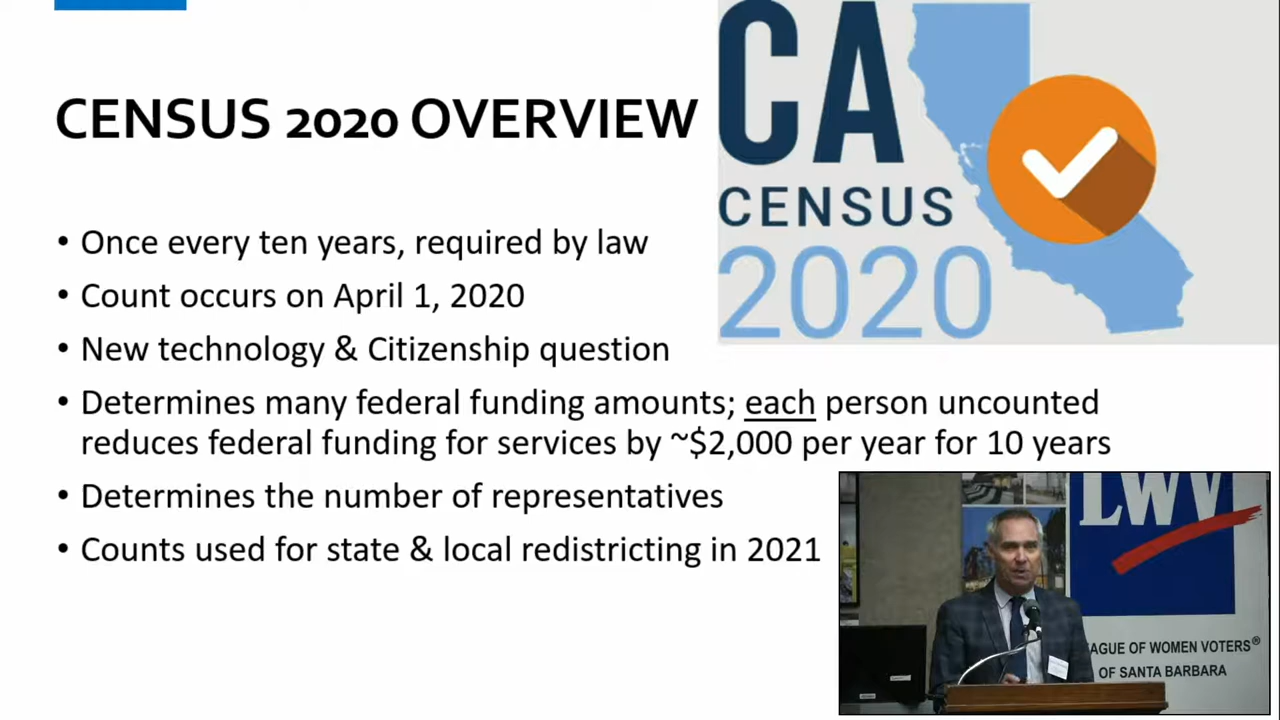 CENSUS 2020 OVERVIEW
CA
CENSUS
2020
• Once every ten years, required by law
• Count occurs on April 1, 2020
• New technology & Citizenship question
• Determines many federal funding amounts; each person uncounted
reduces federal funding for services by ~$2,000 per year for 10 years
• Determines the number of representatives
• Counts used for state & local redistricting in 2021
LWV
AGUE OF WOMEN VOTERS®
OF SANTA BARBARA